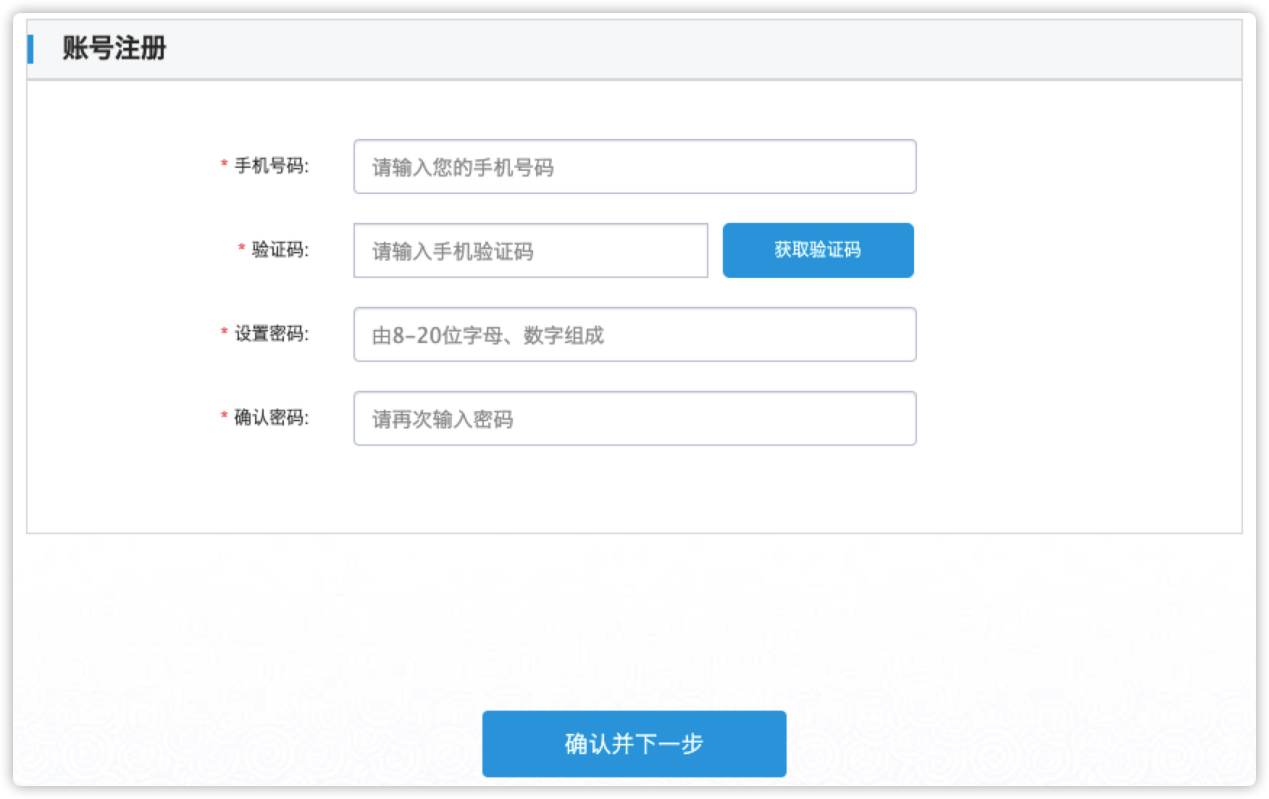 账号注册
* 手机号码: 请输入您的手机号码
* 验证码: 请输入手机验证码 获取验证码
* 设置密码: 由8-20位字母、数字组成
* 确认密码: 请再次输入密码
确认并下一步